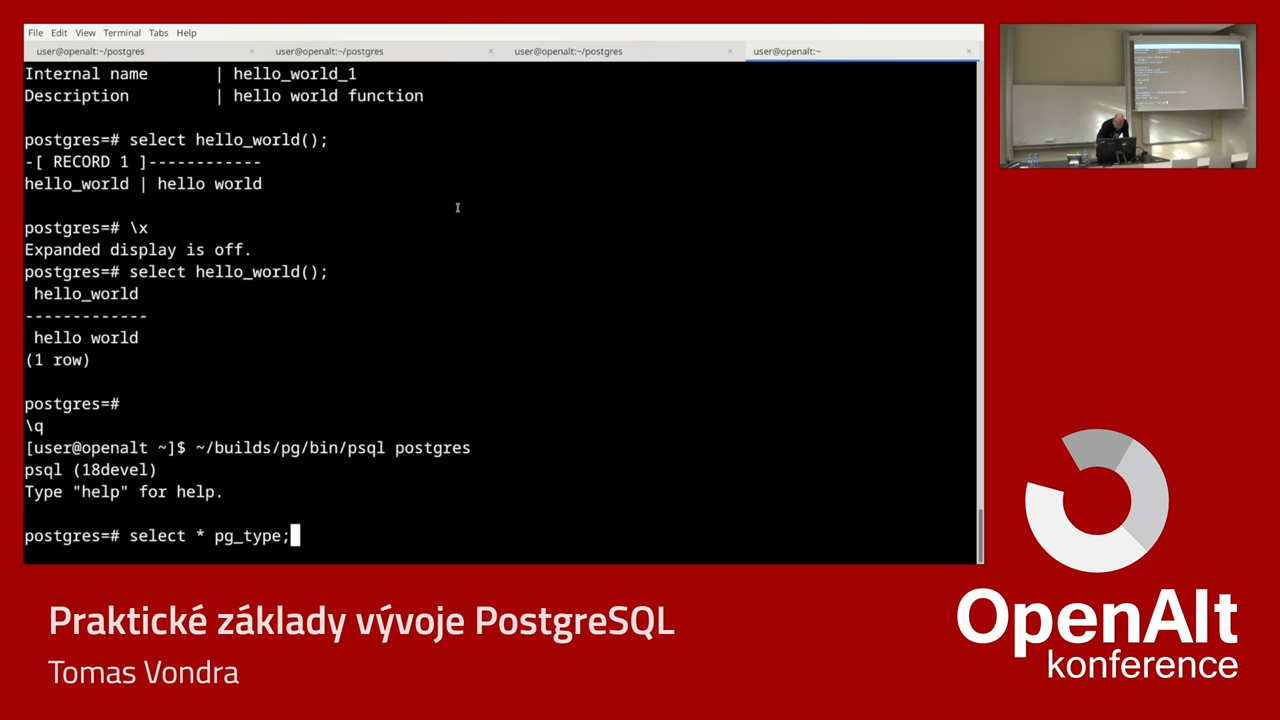 File Edit View Terminal Tabs Help
user@openalt:~/postgres × user@openalt:~/postgres × user@openalt:~/postgres × user@openalt:~ ×
Internal name       | hello_world_1
Description         | hello world function
postgres=# select hello_world();
-[ RECORD 1 ]------------
hello_world | hello world
postgres=# \x
Expanded display is off.
postgres=# select hello_world();
 hello_world
-------------
 hello world
(1 row)
postgres=#
\q
[user@openalt ~]$ ~/builds/pg/bin/psql postgres
psql (18devel)
Type "help" for help.
postgres=# select * pg_type;
Praktické základy vývoje PostgreSQL
Tomas Vondra
OpenAlt
konference